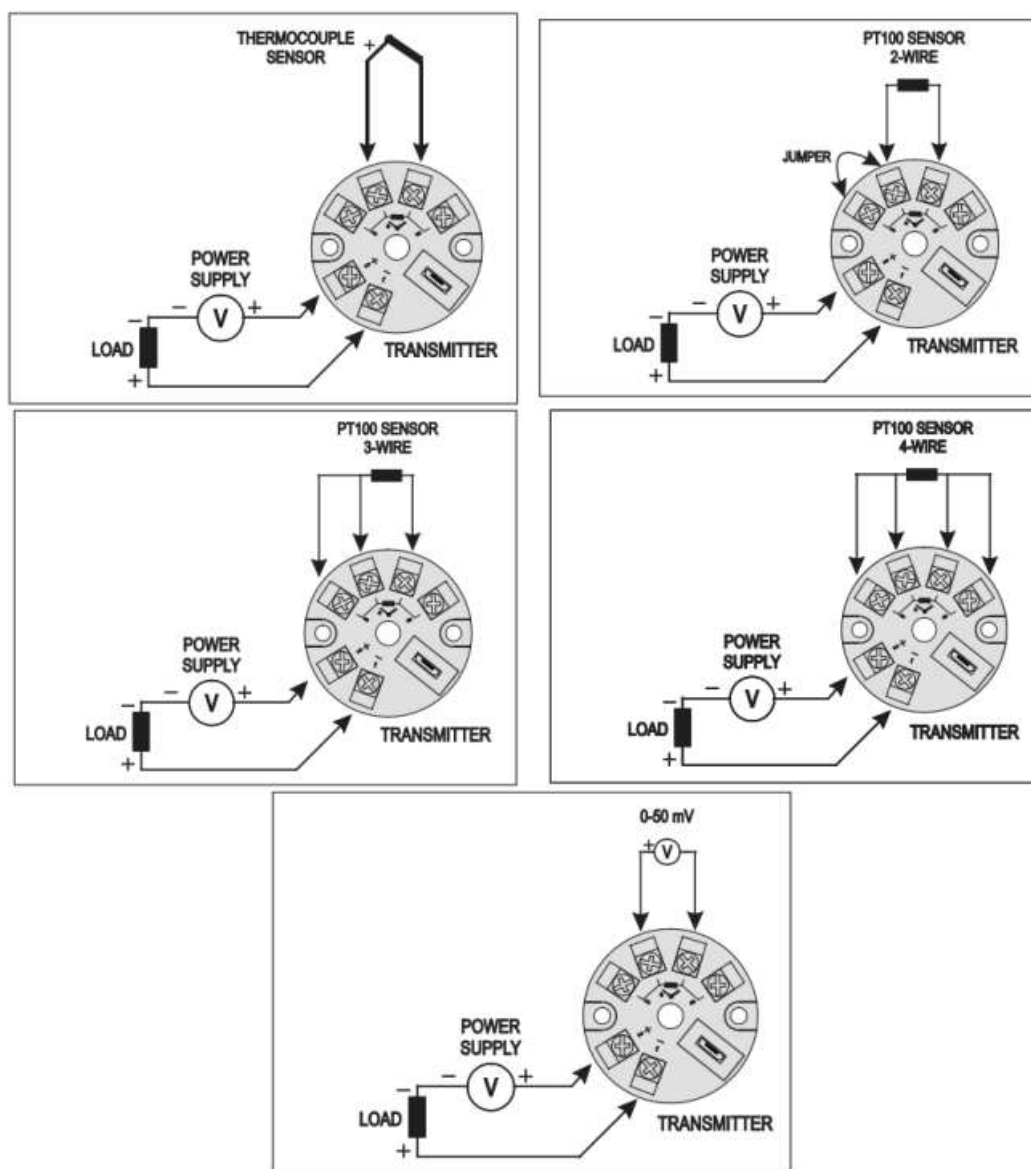 THERMOCOUPLE
SENSOR
+
POWER
SUPPLY
− V +
−
LOAD
+
TRANSMITTER
PT100 SENSOR
2-WIRE
JUMPER
POWER
SUPPLY
− V +
−
LOAD
+
TRANSMITTER
PT100 SENSOR
3-WIRE
POWER
SUPPLY
− V +
−
LOAD
+
TRANSMITTER
PT100 SENSOR
4-WIRE
POWER
SUPPLY
− V +
−
LOAD
+
TRANSMITTER
0-50 mV
+ V
POWER
SUPPLY
− V +
−
LOAD
+
TRANSMITTER